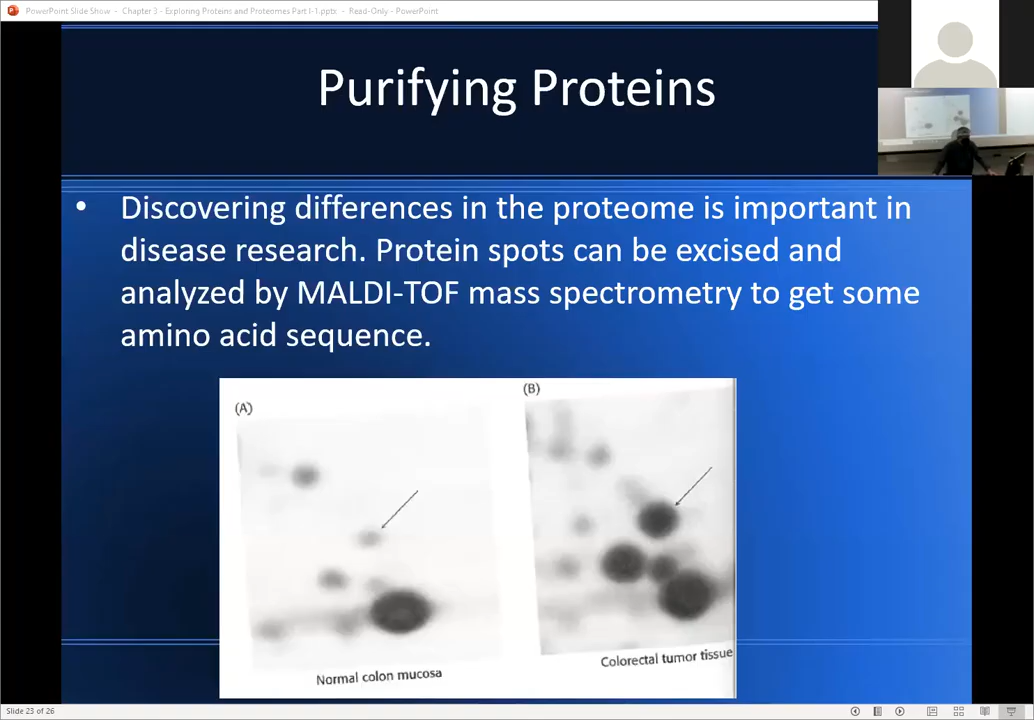 PowerPoint Slide Show - Chapter 3 - Exploring Proteins and Proteomes Part I-1.pptx - Read-Only - PowerPoint
Purifying Proteins
• Discovering differences in the proteome is important in
disease research. Protein spots can be excised and
analyzed by MALDI-TOF mass spectrometry to get some
amino acid sequence.
(A)
(B)
Normal colon mucosa
Colorectal tumor tissue
Slide 23 of 26